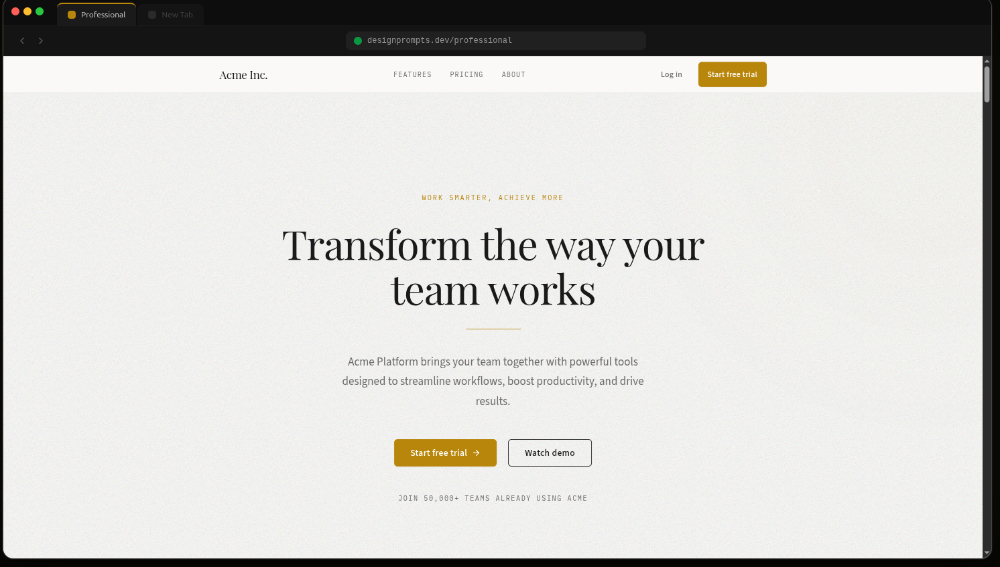 Professional
New Tab
designprompts.dev/professional
Acme Inc.
FEATURES
PRICING
ABOUT
Log in
Start free trial
WORK SMARTER, ACHIEVE MORE
Transform the way your
team works
Acme Platform brings your team together with powerful tools
designed to streamline workflows, boost productivity, and drive
results.
Start free trial →
Watch demo
JOIN 50,000+ TEAMS ALREADY USING ACME